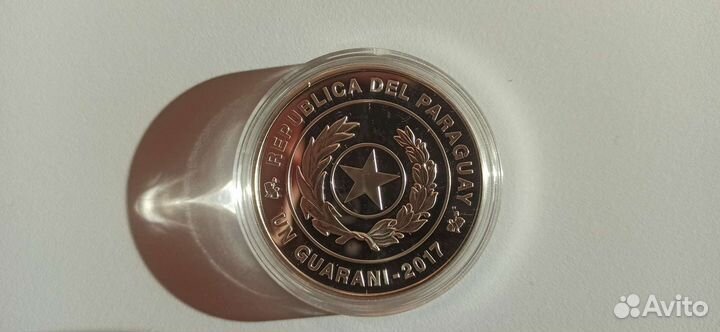 REPUBLICA DEL PARAGUAY
UN GUARANI-2017
Avito